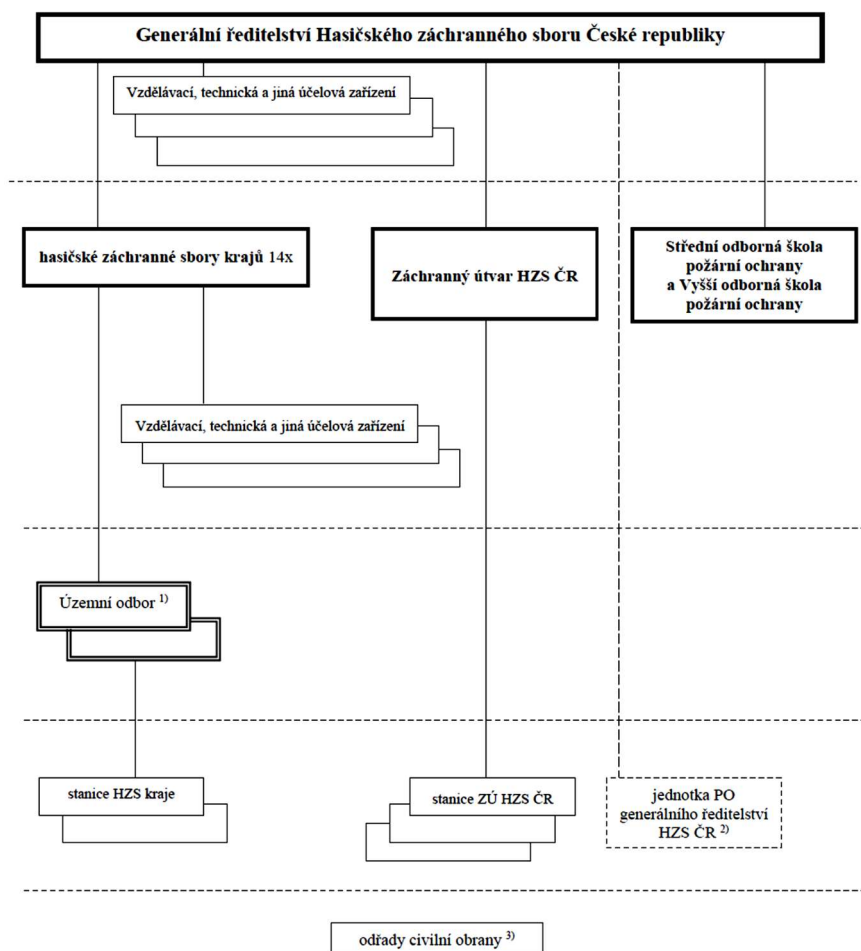 Generální ředitelství Hasičského záchranného sboru České republiky
Vzdělávací, technická a jiná účelová zařízení
hasičské záchranné sbory krajů 14x
Záchranný útvar HZS ČR
Střední odborná škola
požární ochrany
a Vyšší odborná škola
požární ochrany
Vzdělávací, technická a jiná účelová zařízení
Územní odbor 1)
stanice HZS kraje
stanice ZÚ HZS ČR
jednotka PO
generálního ředitelství
HZS ČR 2)
odřady civilní obrany 3)